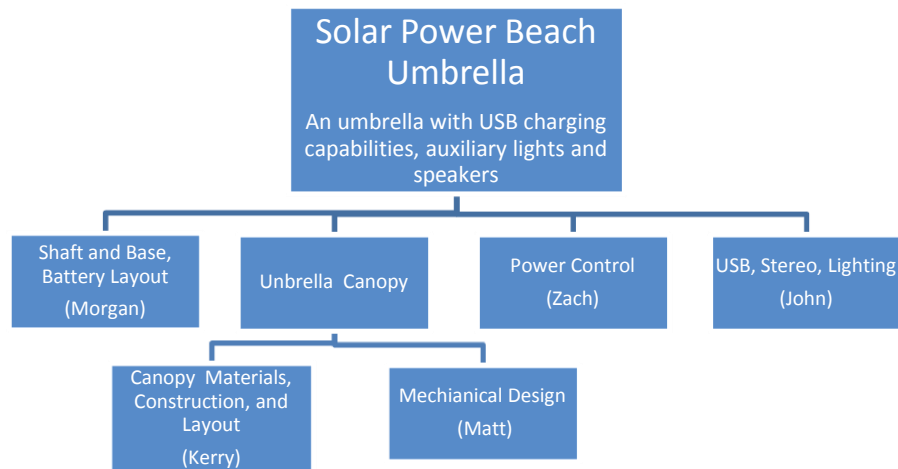 Solar Power Beach
Umbrella
An umbrella with USB charging
capabilities, auxiliary lights and
speakers
Shaft and Base,
Battery Layout
(Morgan)
Unbrella Canopy
Power Control
(Zach)
USB, Stereo, Lighting
(John)
Canopy Materials,
Construction, and
Layout
(Kerry)
Mechianical Design
(Matt)